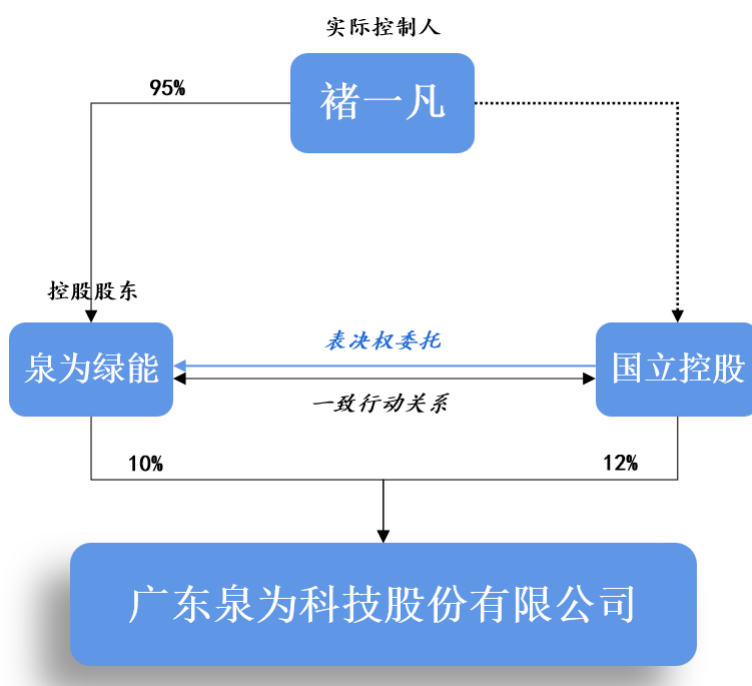 实际控制人
褚一凡
95%
控股股东
泉为绿能
表决权委托
一致行动关系
国立控股
10%
12%
广东泉为科技股份有限公司